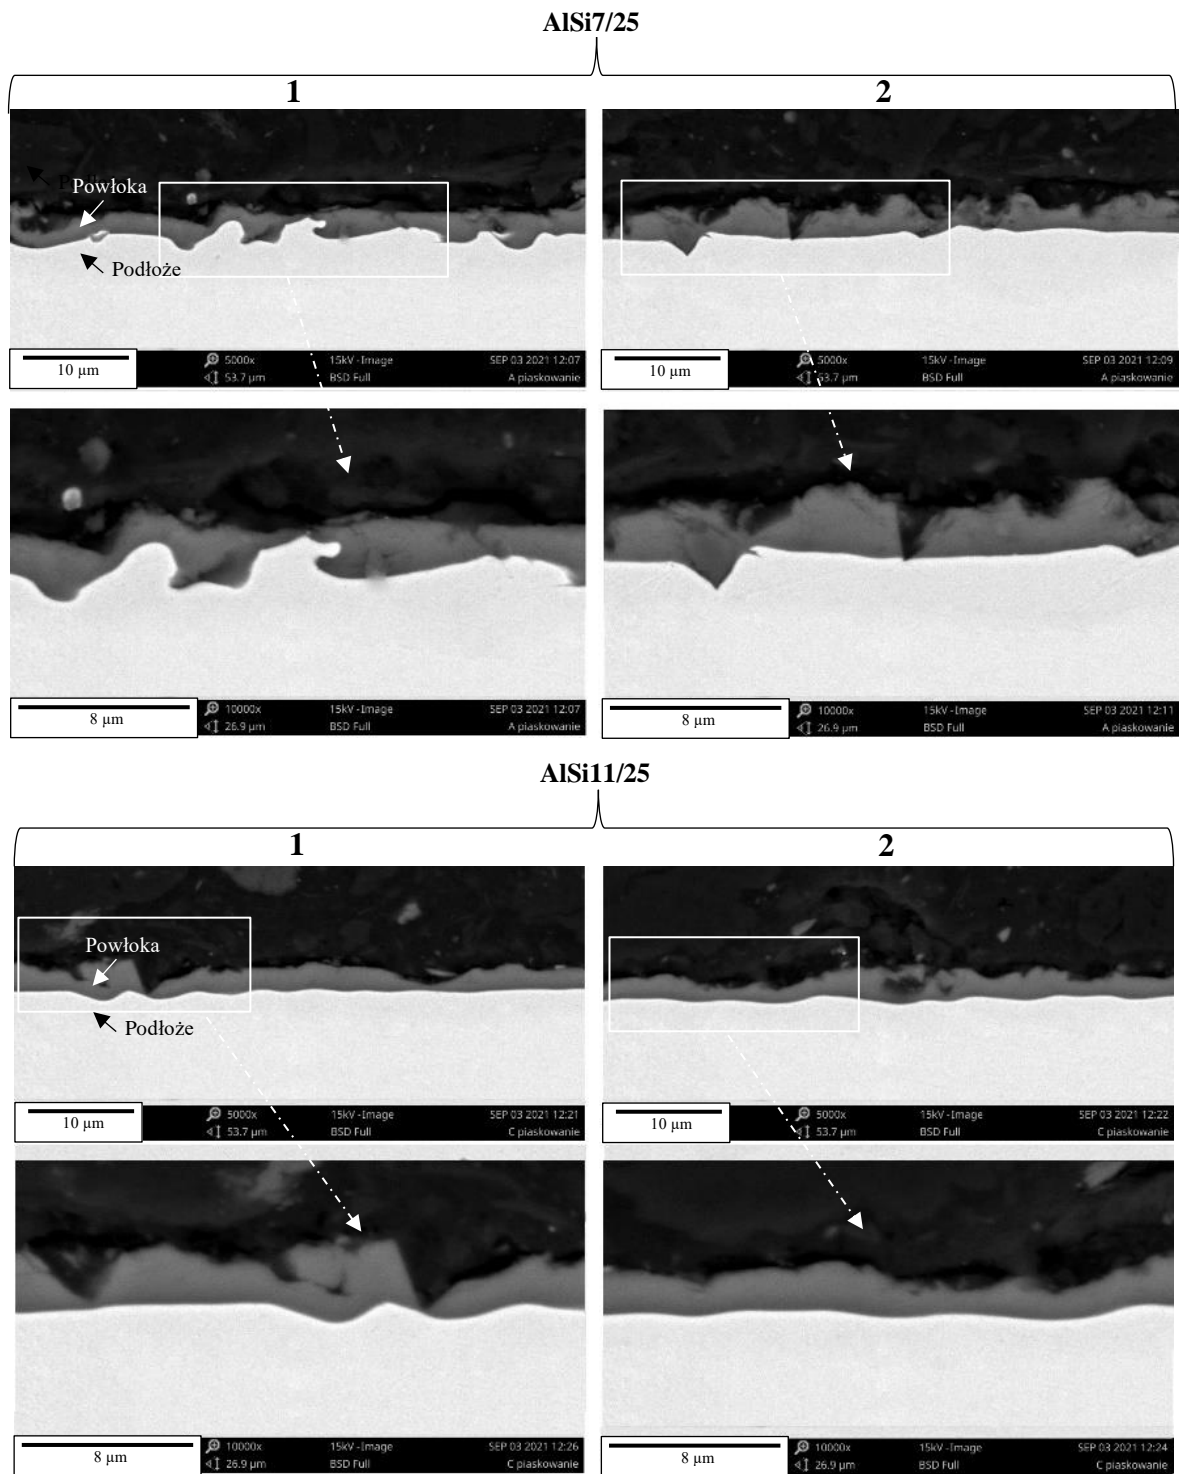 AlSi7/25
1 2
Podłoże
Powłoka
Podłoże
10 µm 5000x 15kV -Image SEP 03 2021 12:07
53.7 µm BSD Full A piaskowanie
10 µm 5000x 15kV -Image SEP 03 2021 12:09
53.7 µm BSD Full A piaskowanie
8 µm 10000x 15kV -Image SEP 03 2021 12:07
26.9 µm BSD Full A piaskowanie
8 µm 10000x 15kV -Image SEP 03 2021 12:11
26.9 µm BSD Full A piaskowanie
AlSi11/25
1 2
Powłoka
Podłoże
10 µm 5000x 15kV -Image SEP 03 2021 12:21
53.7 µm BSD Full C piaskowanie
10 µm 5000x 15kV -Image SEP 03 2021 12:22
53.7 µm BSD Full C piaskowanie
8 µm 10000x 15kV -Image SEP 03 2021 12:26
26.9 µm BSD Full C piaskowanie
8 µm 10000x 15kV -Image SEP 03 2021 12:24
26.9 µm BSD Full C piaskowanie